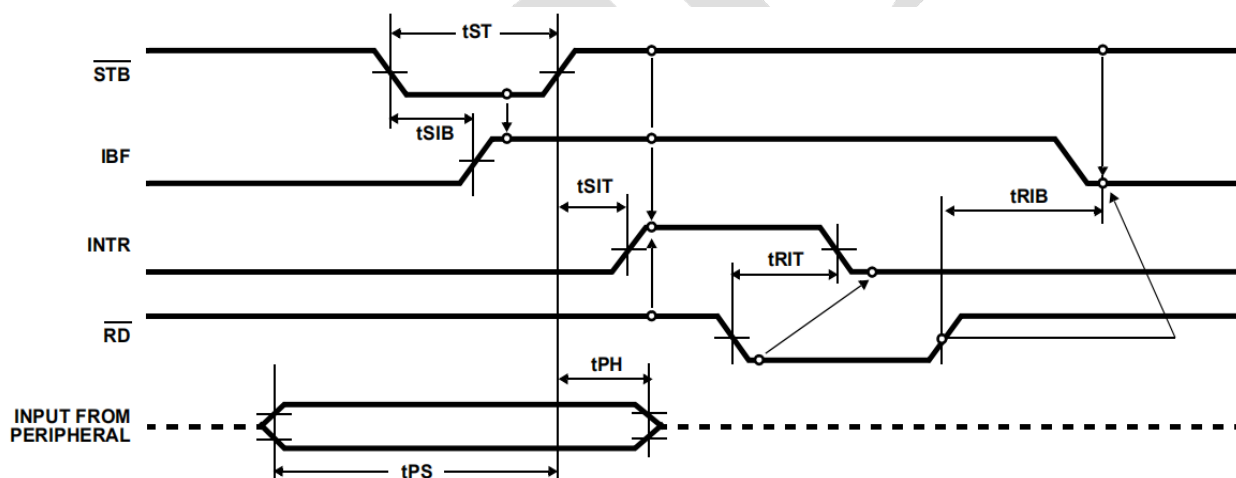 tST
STB
tSIB
IBF
tSIT
tRIB
INTR
tRIT
RD
tPH
INPUT FROM
PERIPHERAL
tPS